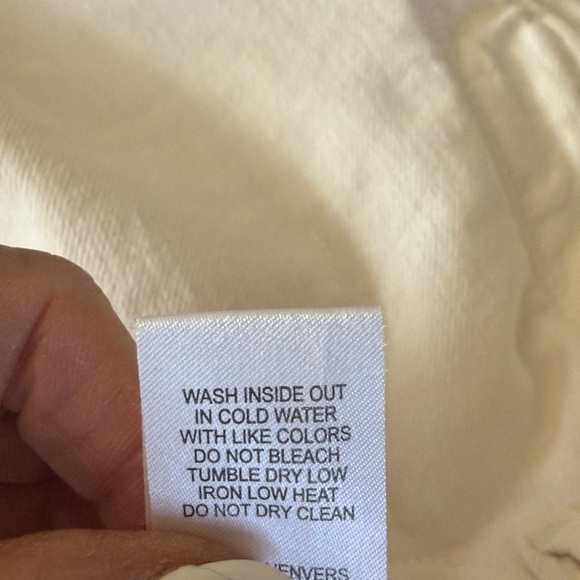 WASH INSIDE OUT
IN COLD WATER
WITH LIKE COLORS
DO NOT BLEACH
TUMBLE DRY LOW
IRON LOW HEAT
DO NOT DRY CLEAN